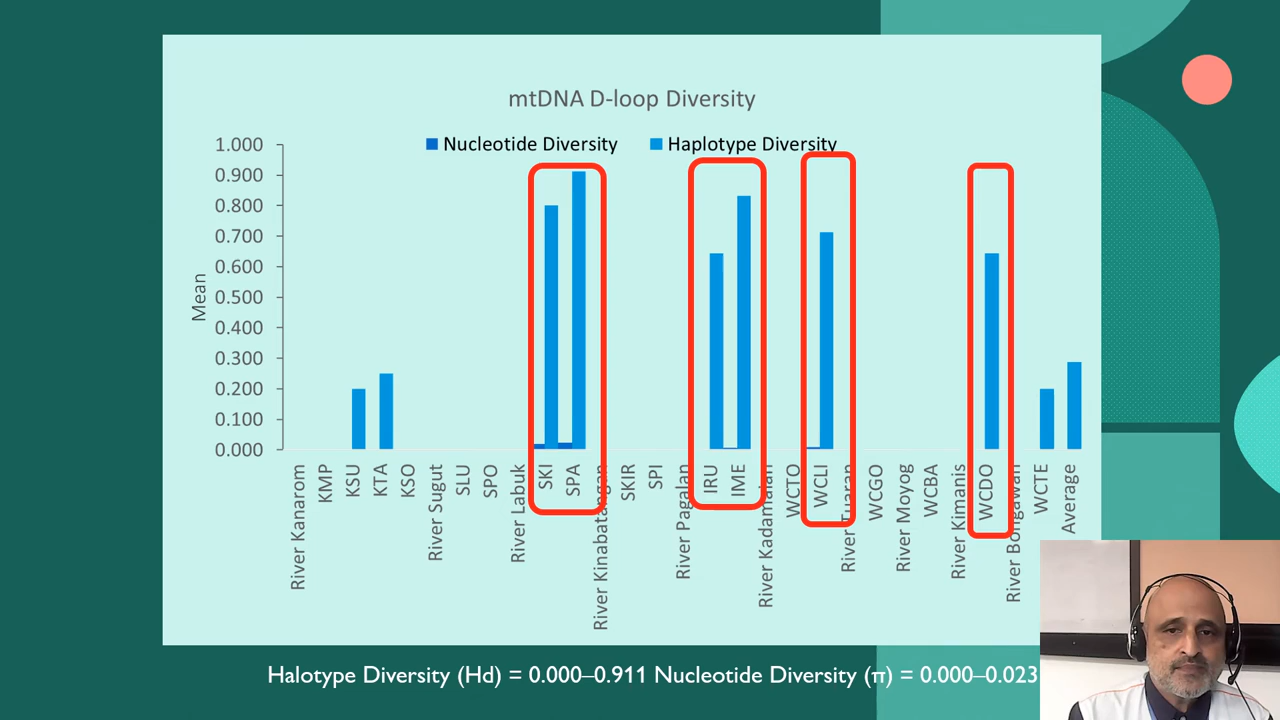 mtDNA D-loop Diversity
Nucleotide Diversity
Haplotype Diversity
1.000
0.900
0.800
0.700
0.600
0.500
0.400
0.300
0.200
0.100
0.000
Mean
River Kanarom
KMP
KSU
KTA
KSO
River Sugut
SLU
SPO
River Labuk
SKI
SPA
River Kinabatangan
SKIR
SPI
River Pagalan
IRU
IME
River Kadamaian
WCTO
WCLI
River Tuaran
WCGO
River Moyog
WCBA
River Kimanis
WCDO
River Bongawan
WCTE
Average
Halotype Diversity (Hd) = 0.000–0.911 Nucleotide Diversity (π) = 0.000–0.023